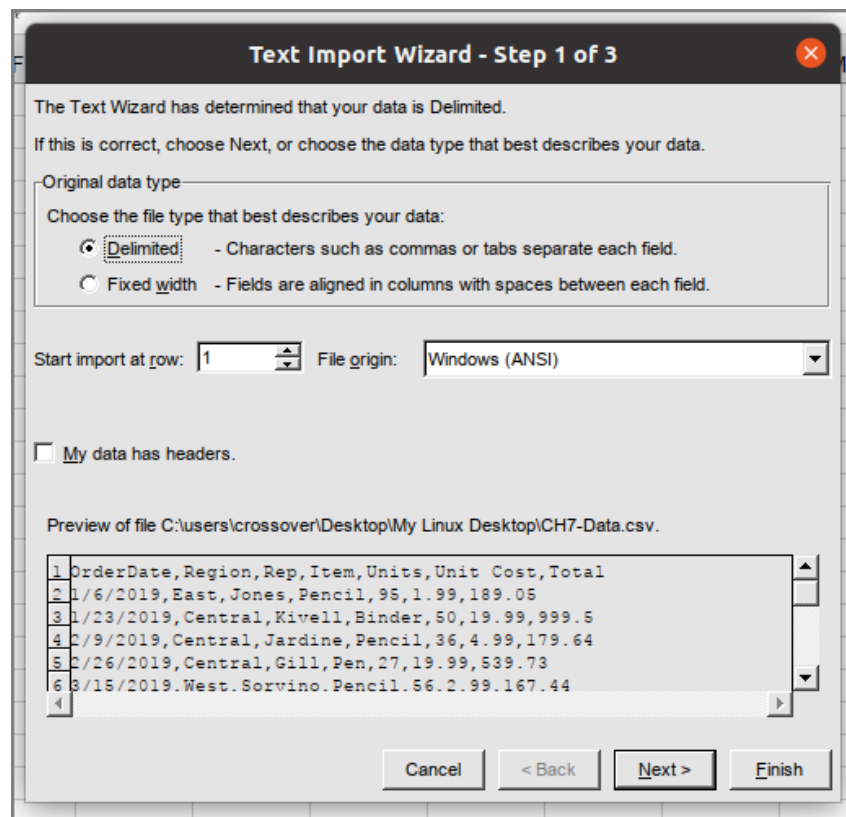 Text Import Wizard - Step 1 of 3
The Text Wizard has determined that your data is Delimited.
If this is correct, choose Next, or choose the data type that best describes your data.
Original data type
Choose the file type that best describes your data:
Delimited - Characters such as commas or tabs separate each field.
Fixed width - Fields are aligned in columns with spaces between each field.
Start import at row: 1 File origin: Windows (ANSI)
My data has headers.
Preview of file C:\users\crossover\Desktop\My Linux Desktop\CH7-Data.csv.
1 OrderDate,Region,Rep,Item,Units,Unit Cost,Total
2 1/6/2019,East,Jones,Pencil,95,1.99,189.05
3 1/23/2019,Central,Kivell,Binder,50,19.99,999.5
4 2/9/2019,Central,Jardine,Pencil,36,4.99,179.64
5 2/26/2019,Central,Gill,Pen,27,19.99,539.73
6 3/15/2019,West,Sorvino,Pencil,56,2.99,167.44
Cancel < Back Next > Finish